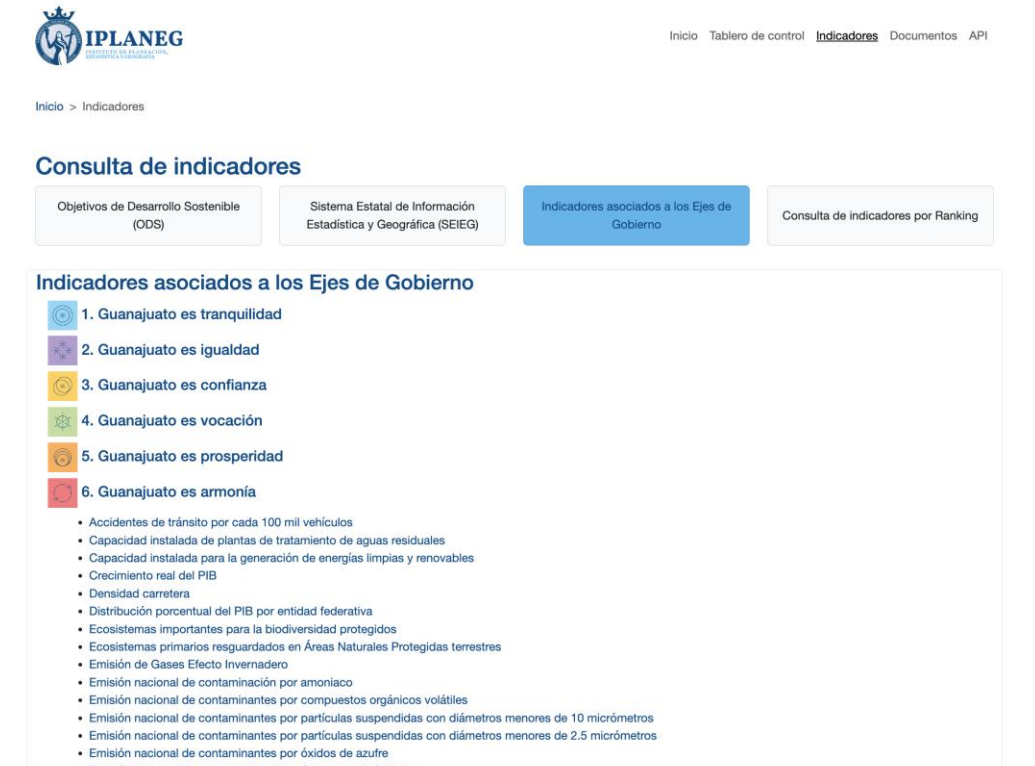 IPLANEG
INSTITUTO DE PLANEACIÓN,
ESTADÍSTICA Y GEOGRAFÍA
Inicio Tablero de control Indicadores Documentos API
Inicio > Indicadores
Consulta de indicadores
Objetivos de Desarrollo Sostenible
(ODS)
Sistema Estatal de Información
Estadística y Geográfica (SEIEG)
Indicadores asociados a los Ejes de
Gobierno
Consulta de indicadores por Ranking
Indicadores asociados a los Ejes de Gobierno
1. Guanajuato es tranquilidad
2. Guanajuato es igualdad
3. Guanajuato es confianza
4. Guanajuato es vocación
5. Guanajuato es prosperidad
6. Guanajuato es armonía
• Accidentes de tránsito por cada 100 mil vehículos
• Capacidad instalada de plantas de tratamiento de aguas residuales
• Capacidad instalada para la generación de energías limpias y renovables
• Crecimiento real del PIB
• Densidad carretera
• Distribución porcentual del PIB por entidad federativa
• Ecosistemas importantes para la biodiversidad protegidos
• Ecosistemas primarios resguardados en Áreas Naturales Protegidas terrestres
• Emisión de Gases Efecto Invernadero
• Emisión nacional de contaminación por amoniaco
• Emisión nacional de contaminantes por compuestos orgánicos volátiles
• Emisión nacional de contaminantes por partículas suspendidas con diámetros menores de 10 micrómetros
• Emisión nacional de contaminantes por partículas suspendidas con diámetros menores de 2.5 micrómetros
• Emisión nacional de contaminantes por óxidos de azufre